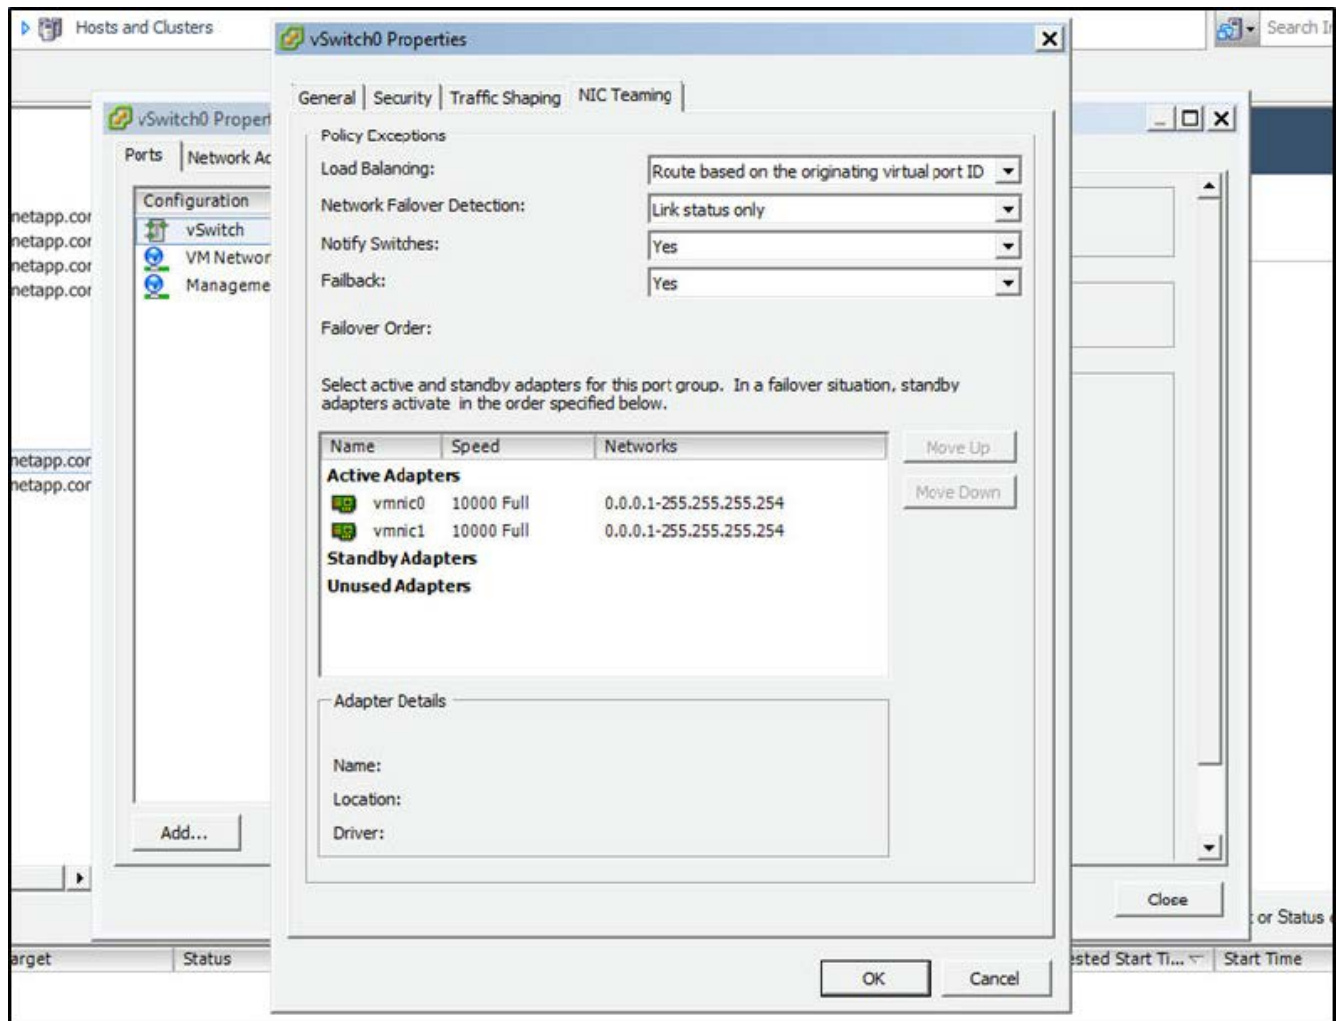 Hosts and Clusters
Search In
vSwitch0 Properties
General Security Traffic Shaping NIC Teaming
vSwitch0 Propert
Ports Network Ad
Configuration
vSwitch
VM Networ
Manageme
Add...
netapp.cor
netapp.cor
netapp.cor
netapp.cor
netapp.cor
netapp.cor
Policy Exceptions
Load Balancing: Route based on the originating virtual port ID
Network Failover Detection: Link status only
Notify Switches: Yes
Failback: Yes
Failover Order:
Select active and standby adapters for this port group. In a failover situation, standby
adapters activate in the order specified below.
Name Speed Networks
Active Adapters
vmnic0 10000 Full 0.0.0.1-255.255.255.254
vmnic1 10000 Full 0.0.0.1-255.255.255.254
Standby Adapters
Unused Adapters
Move Up
Move Down
Adapter Details
Name:
Location:
Driver:
Close
or Status
OK Cancel
arget Status ested Start Ti... Start Time